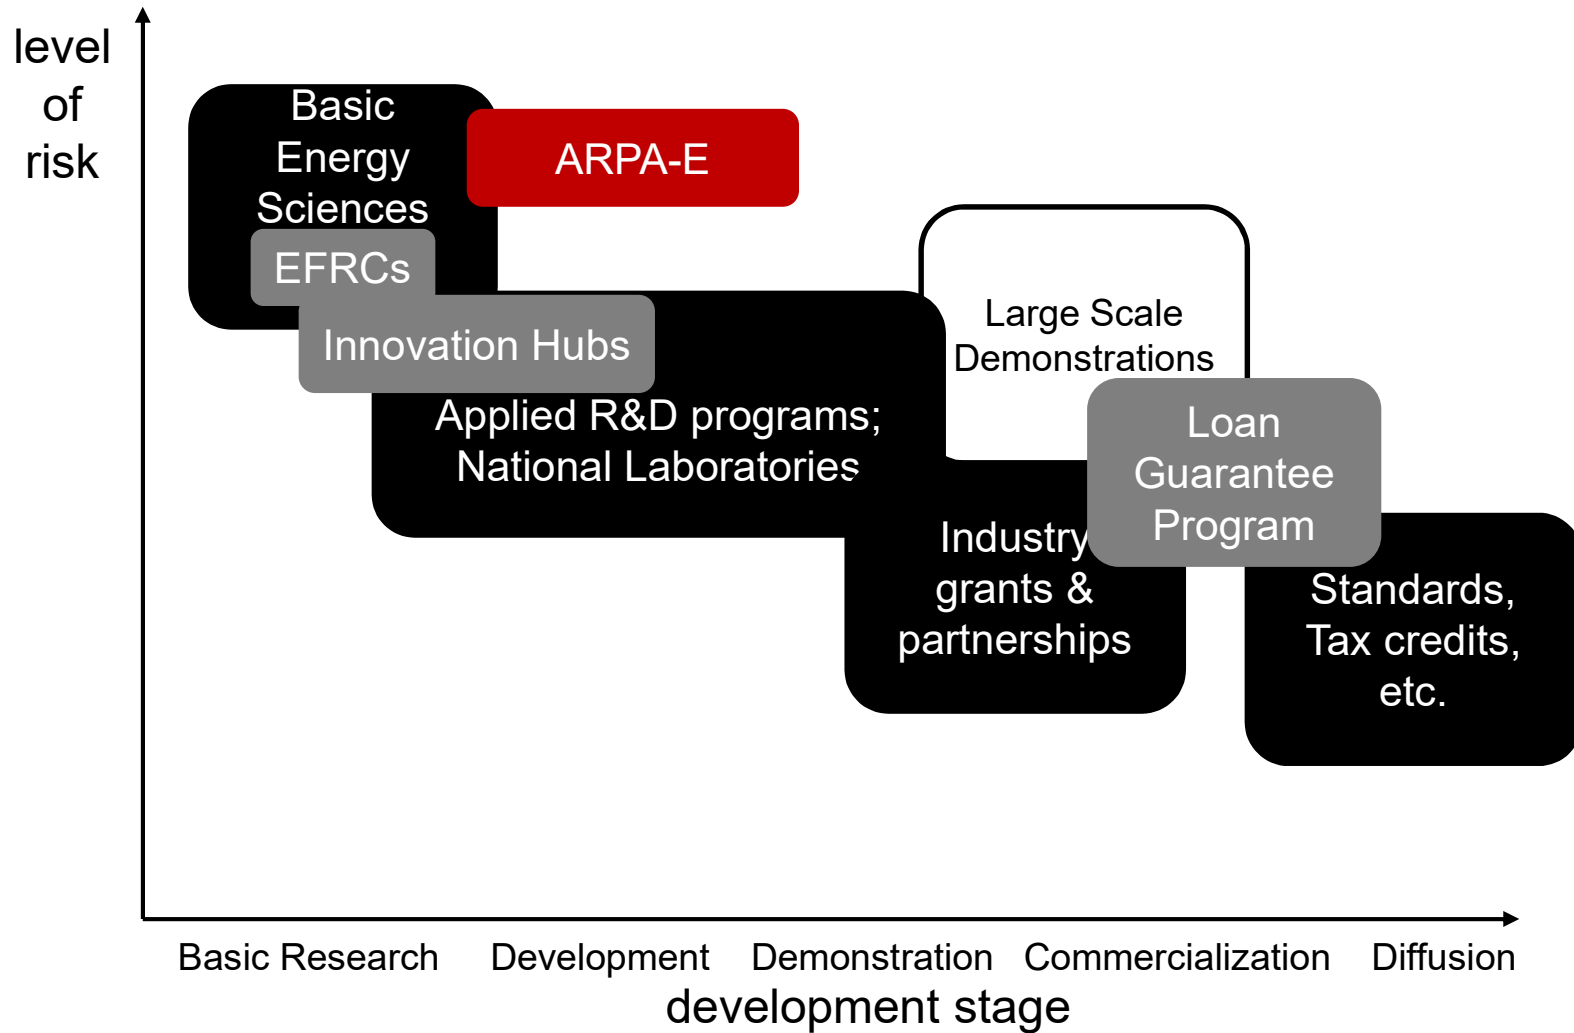 level
of
risk
Basic
Energy
Sciences
ARPA-E
EFRCs
Innovation Hubs
Large Scale
Demonstrations
Applied R&D programs;
National Laboratories
Loan
Guarantee
Program
Industry
grants &
partnerships
Standards,
Tax credits,
etc.
Basic Research
Development
Demonstration
Commercialization
Diffusion
development stage